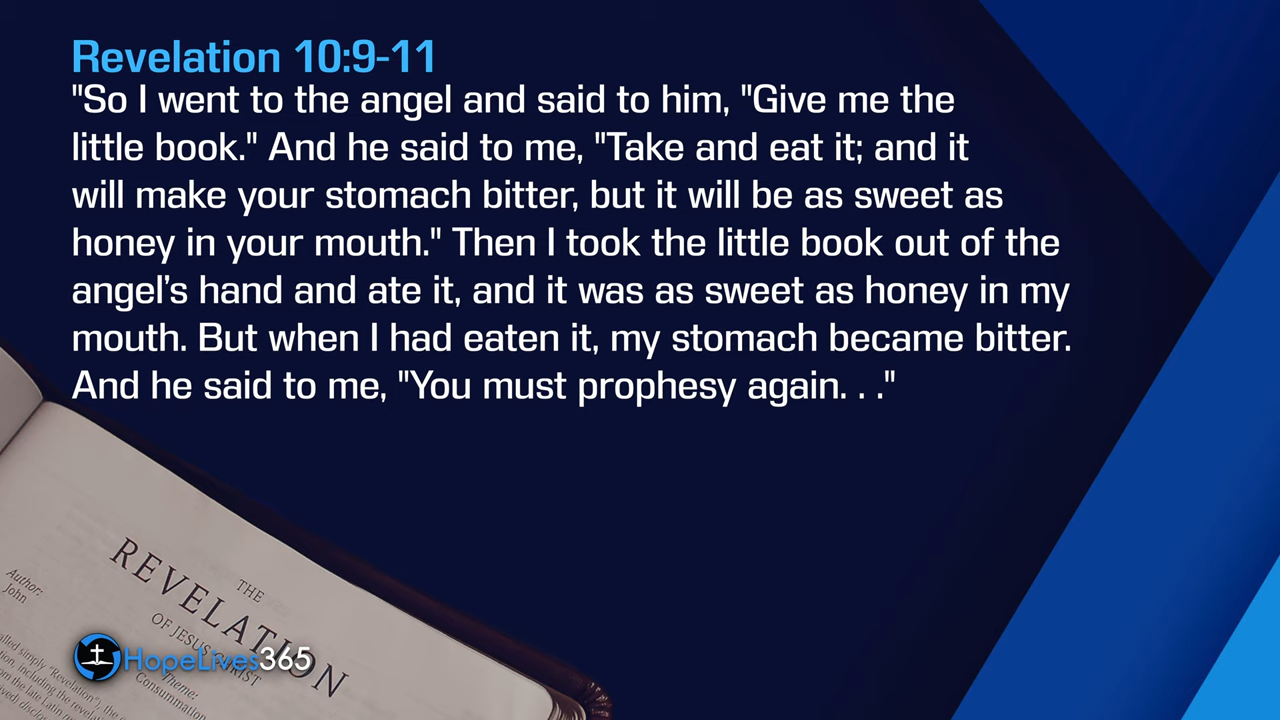 Revelation 10:9-11
"So I went to the angel and said to him, "Give me the
little book." And he said to me, "Take and eat it; and it
will make your stomach bitter, but it will be as sweet as
honey in your mouth." Then I took the little book out of the
angel’s hand and ate it, and it was as sweet as honey in my
mouth. But when I had eaten it, my stomach became bitter.
And he said to me, "You must prophesy again. . ."
THE
REVELATION
OF JESUS CHRIST
Author:
John
Theme:
Consummation
HopeLives365